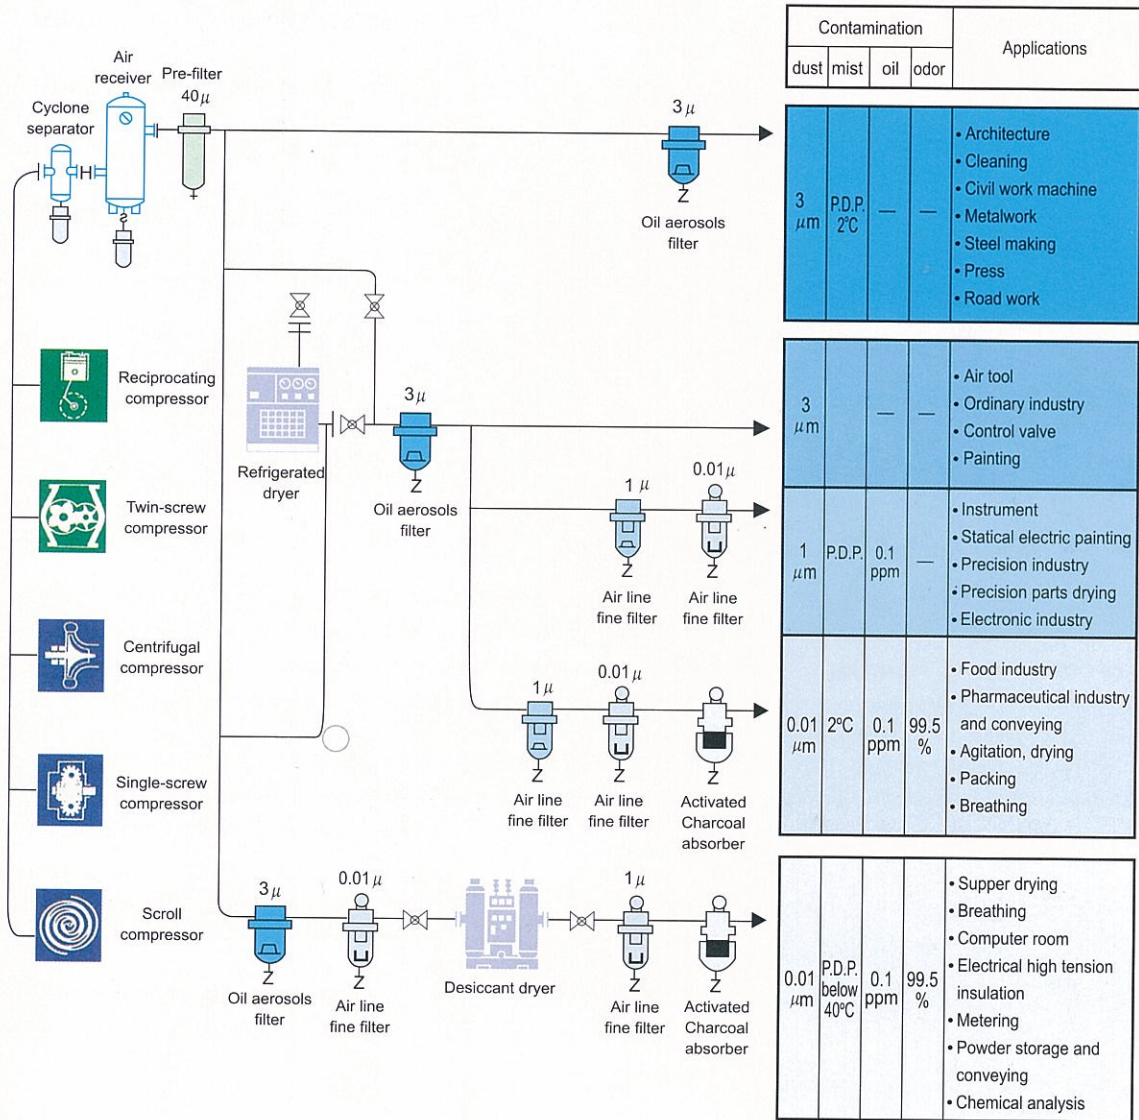 Contamination
Applications
dust mist oil odor
Air
receiver
Pre-filter
40μ
Cyclone
separator
3μ
Oil aerosols
filter
3
μm
P.D.P.
2°C
—
—
• Architecture
• Cleaning
• Civil work machine
• Metalwork
• Steel making
• Press
• Road work
Reciprocating
compressor
Twin-screw
compressor
Centrifugal
compressor
Single-screw
compressor
Scroll
compressor
Refrigerated
dryer
3μ
Z
Oil aerosols
filter
3
μm
—
—
• Air tool
• Ordinary industry
• Control valve
• Painting
1μ
0.01μ
Z
Z
Air line
fine filter
Air line
fine filter
1
μm
P.D.P.
0.1
ppm
—
• Instrument
• Statical electric painting
• Precision industry
• Precision parts drying
• Electronic industry
1μ
0.01μ
Z
Z
Z
Air line
fine filter
Air line
fine filter
Activated
Charcoal
absorber
0.01
μm
2°C
0.1
ppm
99.5
%
• Food industry
• Pharmaceutical industry
and conveying
• Agitation, drying
• Packing
• Breathing
3μ
0.01μ
1μ
Z
Z
Z
Z
Oil aerosols
filter
Air line
fine filter
Desiccant dryer
Air line
fine filter
Activated
Charcoal
absorber
0.01
μm
P.D.P.
below
40°C
0.1
ppm
99.5
%
• Supper drying
• Breathing
• Computer room
• Electrical high tension
insulation
• Metering
• Powder storage and
conveying
• Chemical analysis